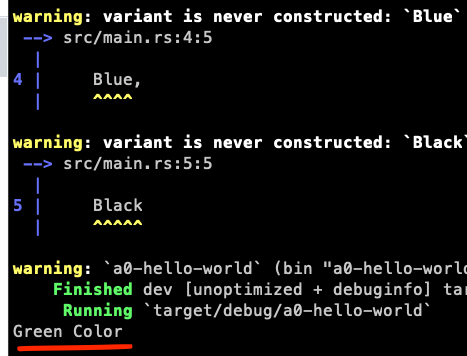 warning: variant is never constructed: `Blue`
--> src/main.rs:4:5
|
4 | Blue,
| ^^^^
warning: variant is never constructed: `Black`
--> src/main.rs:5:5
|
5 | Black
| ^^^^^
warning: `a0-hello-world` (bin "a0-hello-world
Finished dev [unoptimized + debuginfo] tar
Running `target/debug/a0-hello-world`
Green Color